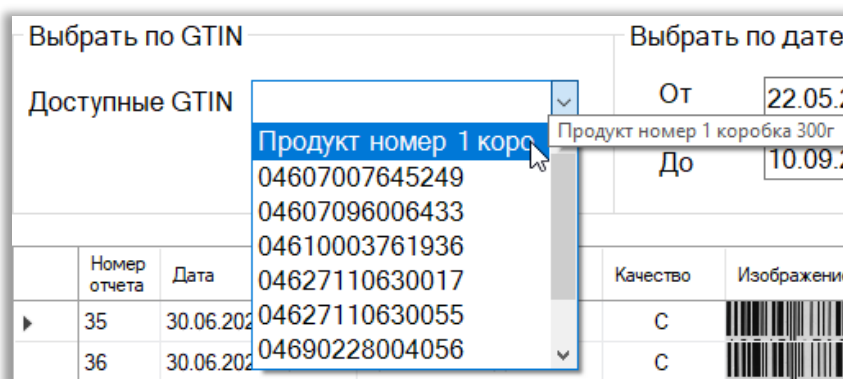 Выбрать по GTIN
Выбрать по дате
Доступные GTIN
От
22.05.2
До
10.09.2
Продукт номер 1 коро
Продукт номер 1 коробка 300г
04607007645249
04607096006433
04610003761936
04627110630017
04627110630055
04690228004056
Номер отчета
Дата
Качество
Изображени
35
30.06.202
C
36
30.06.202
C